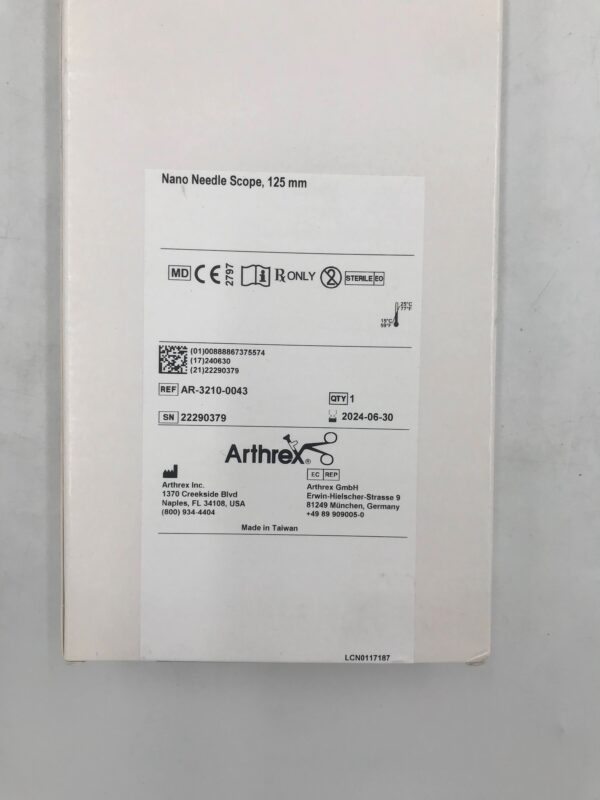 Nano Needle Scope, 125 mm
MD CE 2797 i Rx ONLY 2 STERILE EO
25°C
77°F
15°C
59°F
(01)00888867375574
(17)240630
(21)22290379
REF AR-3210-0043
QTY 1
SN 22290379
2024-06-30
Arthrex®
EC REP
Arthrex Inc.
1370 Creekside Blvd
Naples, FL 34108, USA
(800) 934-4404
Arthrex GmbH
Erwin-Hielscher-Strasse 9
81249 München, Germany
+49 89 909005-0
Made in Taiwan
LCN0117187